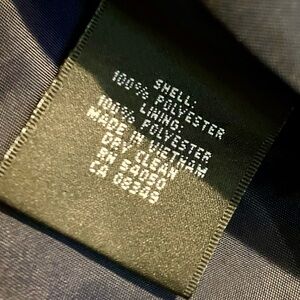 SHELL:
100% POLYESTER
LINING:
100% POLYESTER
MADE IN VIETNAM
DRY CLEAN
RN 54050
CA 08349